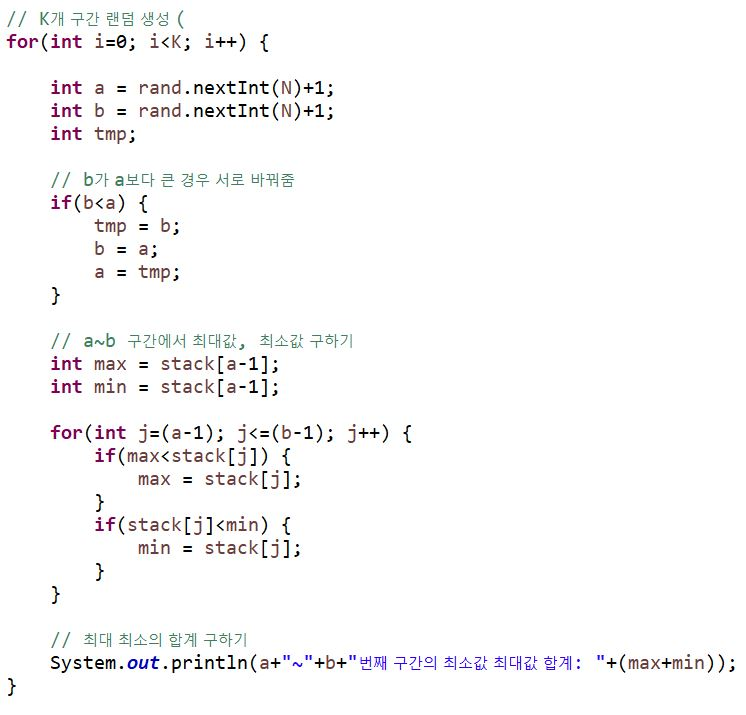 // K개 구간 랜덤 생성 (
for(int i=0; i<K; i++) {
int a = rand.nextInt(N)+1;
int b = rand.nextInt(N)+1;
int tmp;
// b가 a보다 큰 경우 서로 바꿔줌
if(b<a) {
tmp = b;
b = a;
a = tmp;
}
// a~b 구간에서 최대값, 최소값 구하기
int max = stack[a-1];
int min = stack[a-1];
for(int j=(a-1); j<=(b-1); j++) {
if(max<stack[j]) {
max = stack[j];
}
if(stack[j]<min) {
min = stack[j];
}
}
// 최대 최소의 합계 구하기
System.out.println(a+"~"+b+"번째 구간의 최소값 최대값 합계: "+(max+min));
}